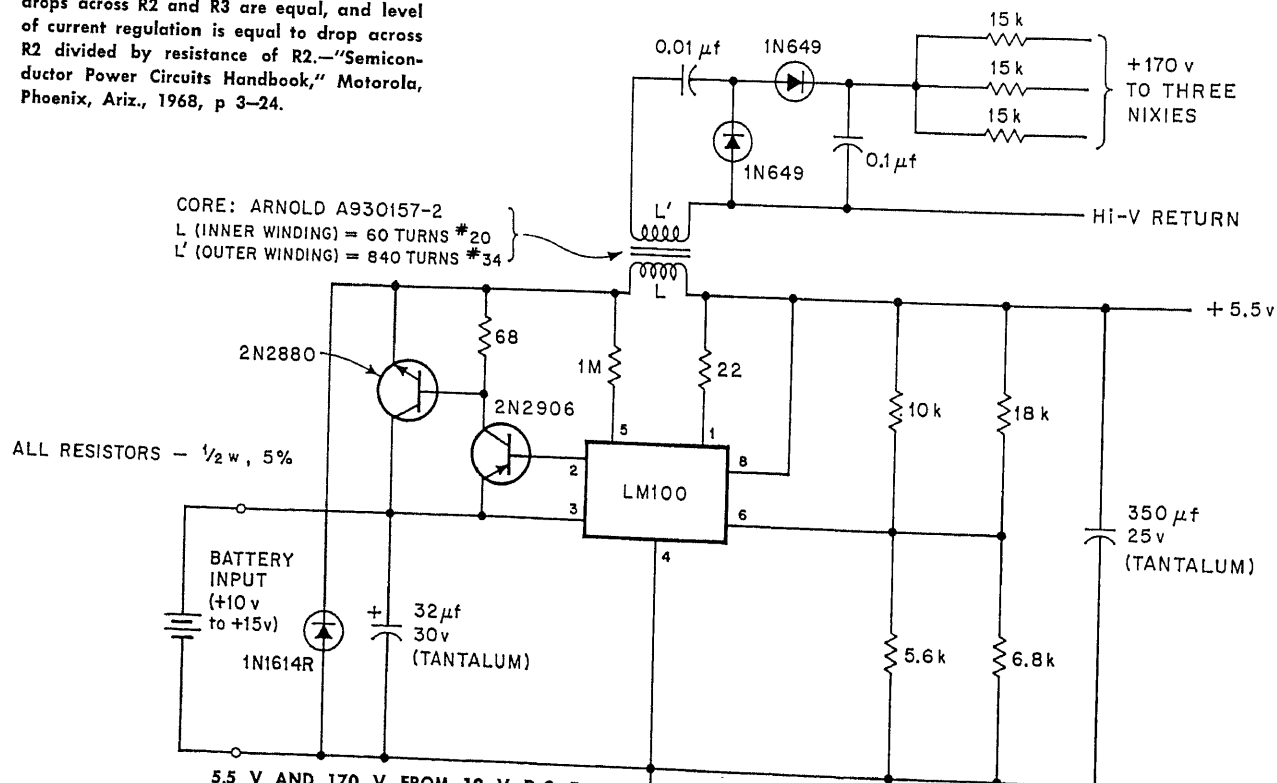 drops across R2 and R3 are equal, and level
of current regulation is equal to drop across
R2 divided by resistance of R2.—"Semicon-
ductor Power Circuits Handbook," Motorola,
Phoenix, Ariz., 1968, p 3–24.
0.01 μf
1N649
15 k
15 k
15 k
+170 v
TO THREE
NIXIES
1N649
0.1 μf
CORE: ARNOLD A930157-2
L (INNER WINDING) = 60 TURNS #20
L' (OUTER WINDING) = 840 TURNS #34
L'
L
Hi-V RETURN
+ 5.5 v
2N2880
68
1M
22
10 k
18 k
2N2906
5
1
2
8
LM100
3
6
4
ALL RESISTORS – 1/2 w, 5%
350 μf
25 v
(TANTALUM)
BATTERY
INPUT
(+10 v
to +15v)
+
32 μf
30 v
(TANTALUM)
1N1614R
5.6 k
6.8 k
5.5 V AND 170 V FROM